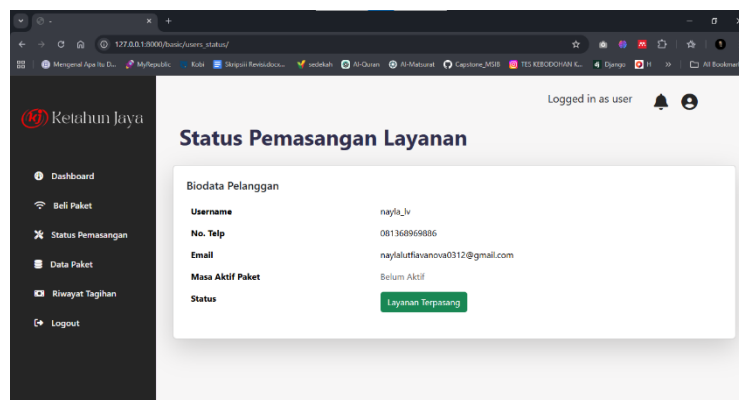 127.0.0.1:8000/basic/users_status/
Mengenal Apa Itu D... MyRepublic Kobi Skripsii Revisi.docx... sedekah Al-Quran Al-Matsurat Capstone_MSIB TES KEBODOHAN K... Django H All Bookmar
Logged in as user
kj Ketahun Jaya
Status Pemasangan Layanan
Dashboard
Beli Paket
Status Pemasangan
Data Paket
Riwayat Tagihan
Logout
Biodata Pelanggan
Username nayla_lv
No. Telp 081368969886
Email naylalutfiavanova0312@gmail.com
Masa Aktif Paket Belum Aktif
Status Layanan Terpasang